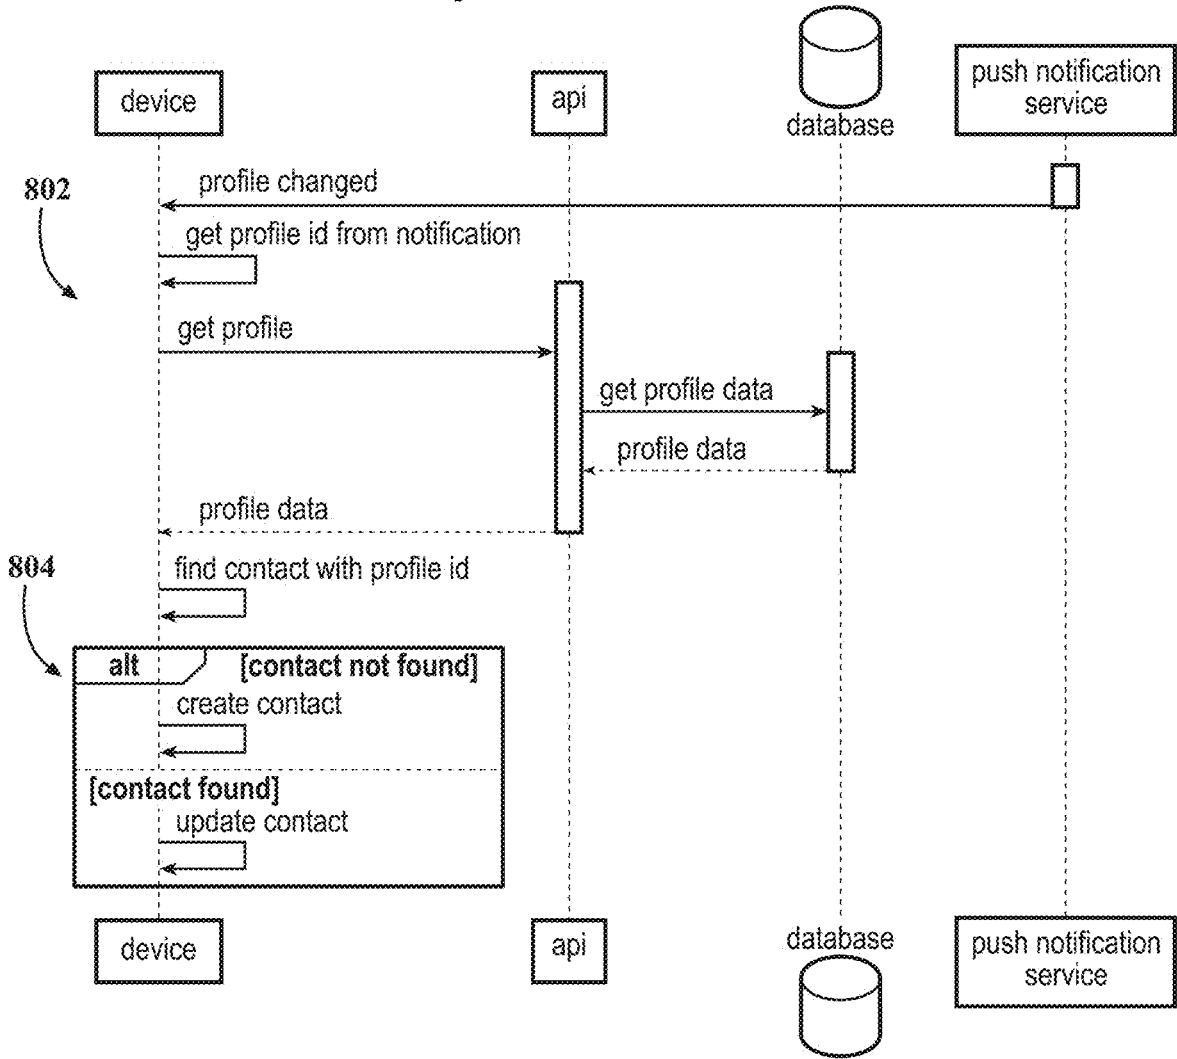 device
api
database
push notification
service
802
profile changed
get profile id from notification
get profile
get profile data
profile data
profile data
804
find contact with profile id
alt
[contact not found]
create contact
[contact found]
update contact
device
api
database
push notification
service